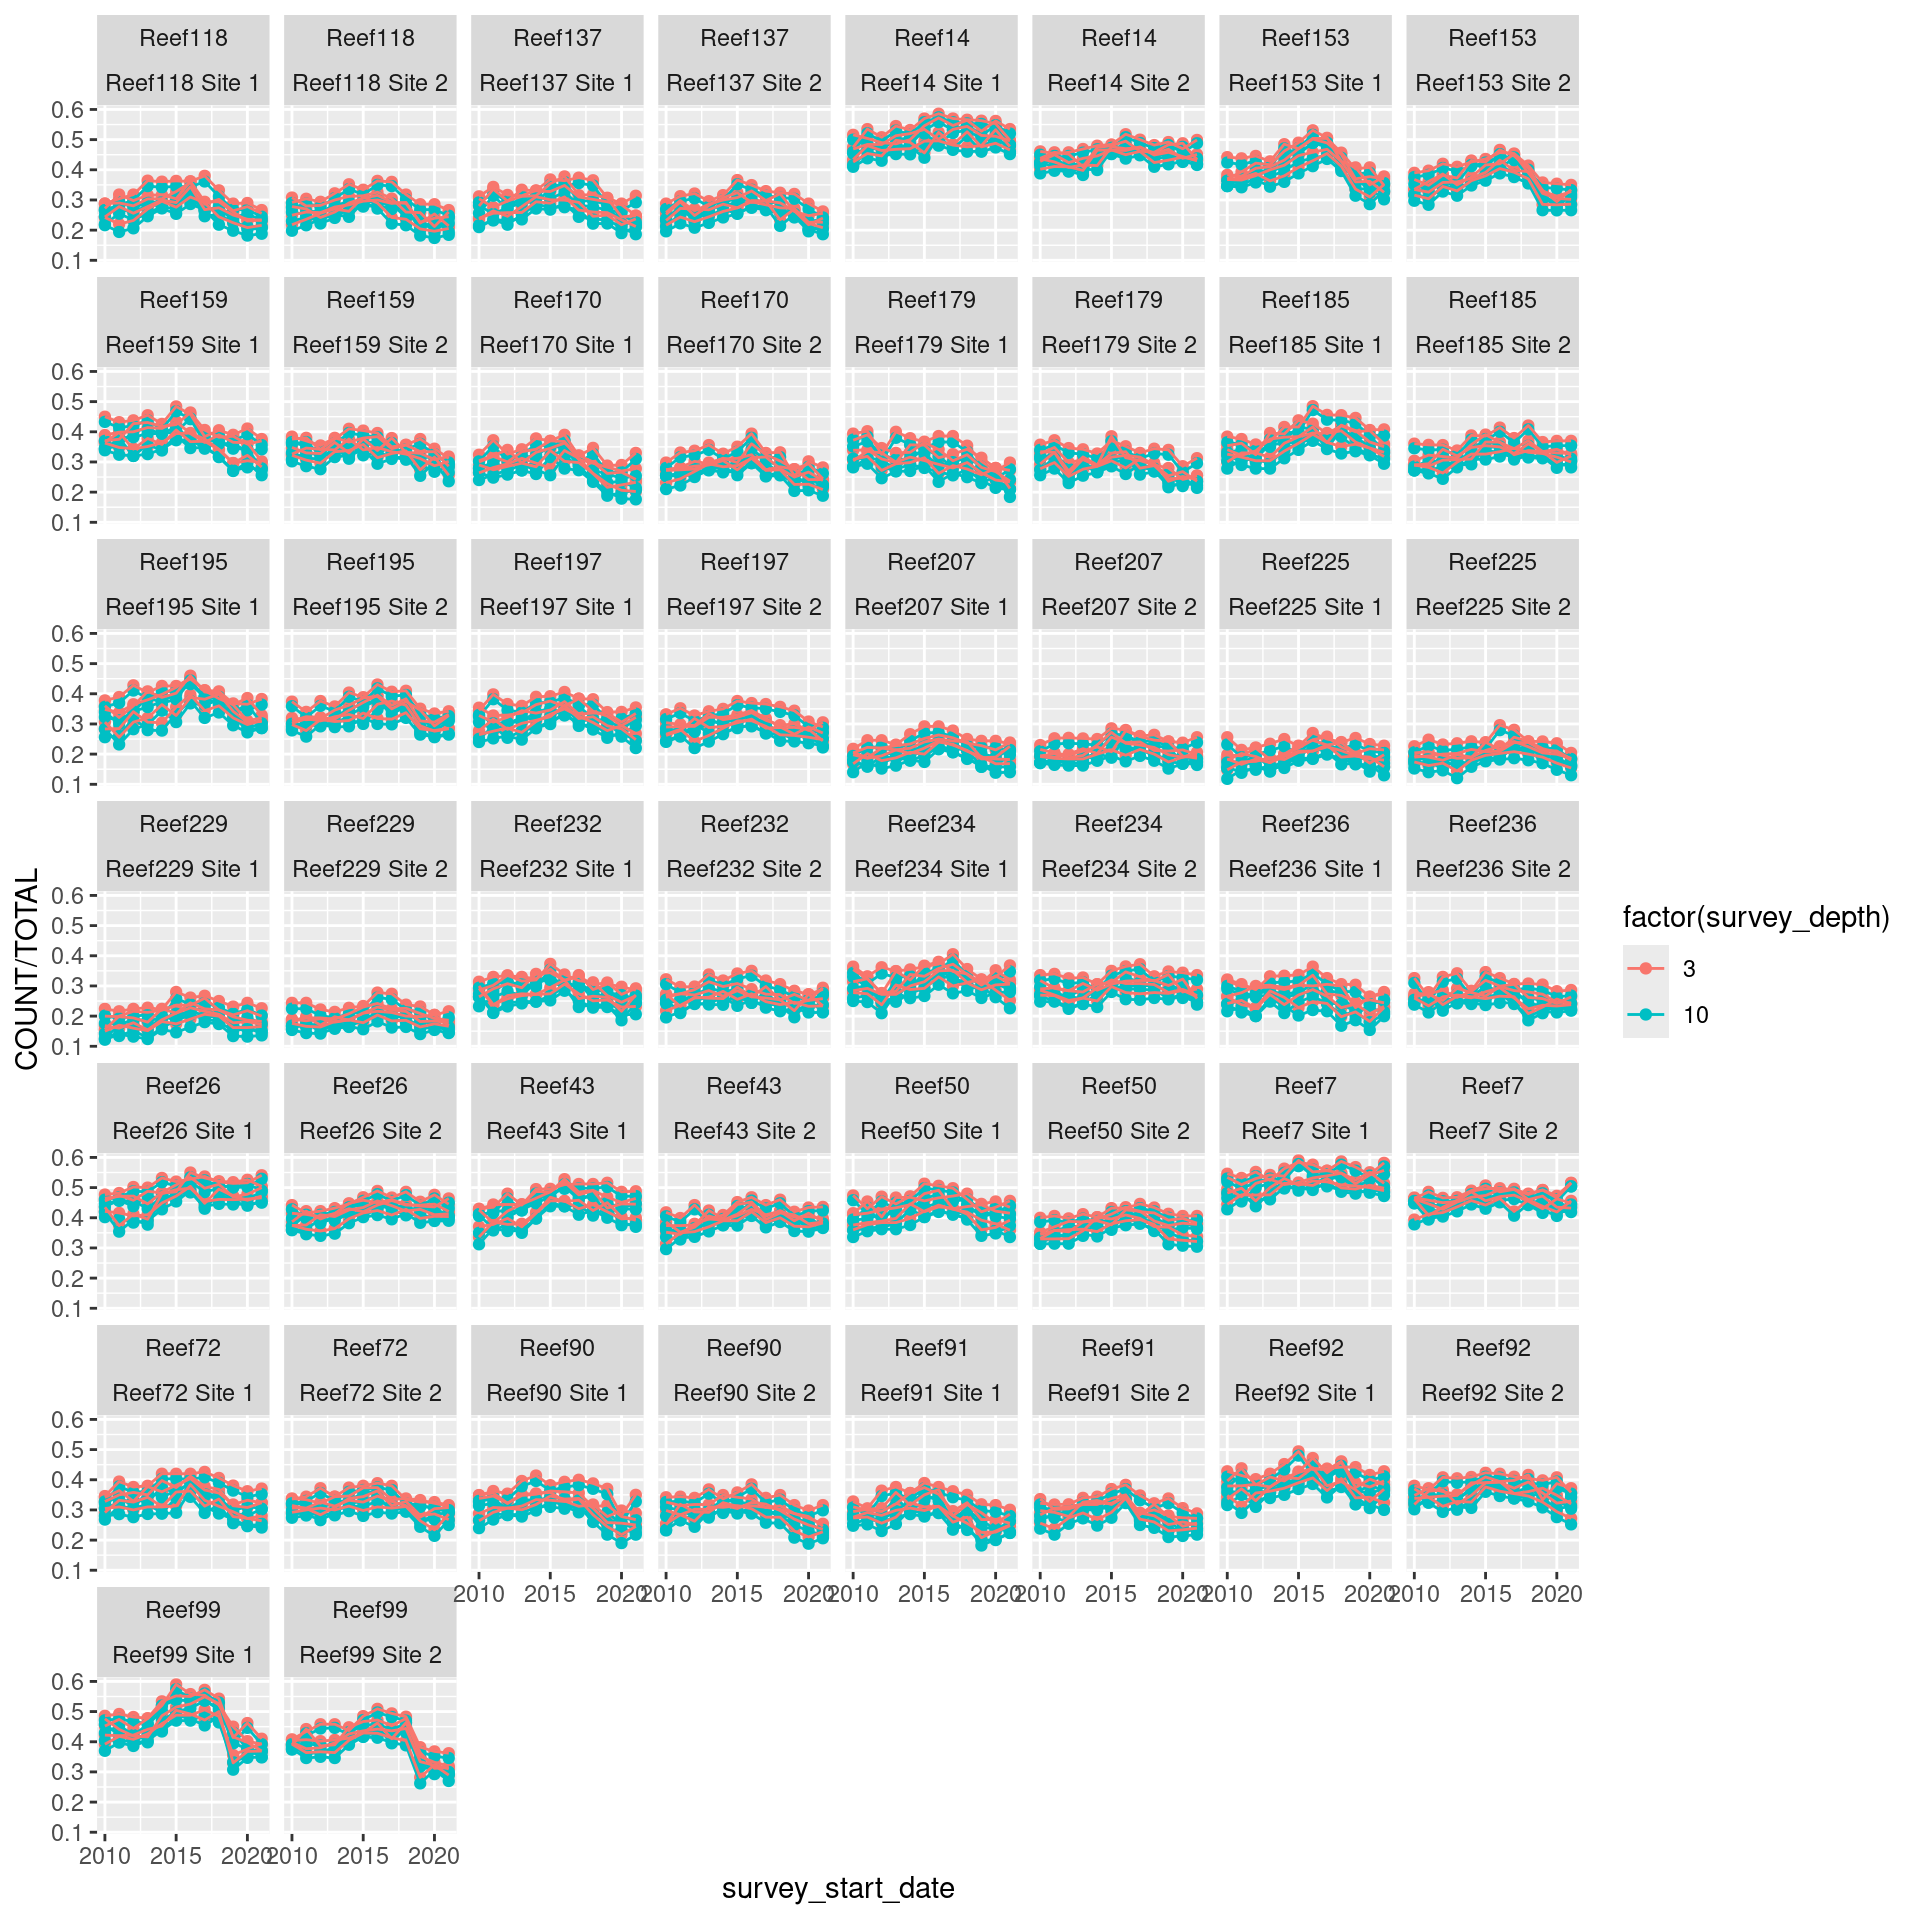 Reef118 Reef118 Reef137 Reef137 Reef14 Reef14 Reef153 Reef153
Reef118 Site 1 Reef118 Site 2 Reef137 Site 1 Reef137 Site 2 Reef14 Site 1 Reef14 Site 2 Reef153 Site 1 Reef153 Site 2
0.6
0.5
0.4
0.3
0.2
0.1
Reef159 Reef159 Reef170 Reef170 Reef179 Reef179 Reef185 Reef185
Reef159 Site 1 Reef159 Site 2 Reef170 Site 1 Reef170 Site 2 Reef179 Site 1 Reef179 Site 2 Reef185 Site 1 Reef185 Site 2
0.6
0.5
0.4
0.3
0.2
0.1
Reef195 Reef195 Reef197 Reef197 Reef207 Reef207 Reef225 Reef225
Reef195 Site 1 Reef195 Site 2 Reef197 Site 1 Reef197 Site 2 Reef207 Site 1 Reef207 Site 2 Reef225 Site 1 Reef225 Site 2
0.6
0.5
0.4
0.3
0.2
0.1
Reef229 Reef229 Reef232 Reef232 Reef234 Reef234 Reef236 Reef236
Reef229 Site 1 Reef229 Site 2 Reef232 Site 1 Reef232 Site 2 Reef234 Site 1 Reef234 Site 2 Reef236 Site 1 Reef236 Site 2
0.6
0.5
0.4
0.3
0.2
0.1
COUNT/TOTAL
factor(survey_depth)
3
10
Reef26 Reef26 Reef43 Reef43 Reef50 Reef50 Reef7 Reef7
Reef26 Site 1 Reef26 Site 2 Reef43 Site 1 Reef43 Site 2 Reef50 Site 1 Reef50 Site 2 Reef7 Site 1 Reef7 Site 2
0.6
0.5
0.4
0.3
0.2
0.1
Reef72 Reef72 Reef90 Reef90 Reef91 Reef91 Reef92 Reef92
Reef72 Site 1 Reef72 Site 2 Reef90 Site 1 Reef90 Site 2 Reef91 Site 1 Reef91 Site 2 Reef92 Site 1 Reef92 Site 2
0.6
0.5
0.4
0.3
0.2
0.1
2010 2015 2020 2010 2015 2020 2010 2015 2020 2010 2015 2020 2010 2015 2020 2010 2015 2020
Reef99 Reef99
Reef99 Site 1 Reef99 Site 2
0.6
0.5
0.4
0.3
0.2
0.1
2010 2015 2020 2010 2015 2020
survey_start_date